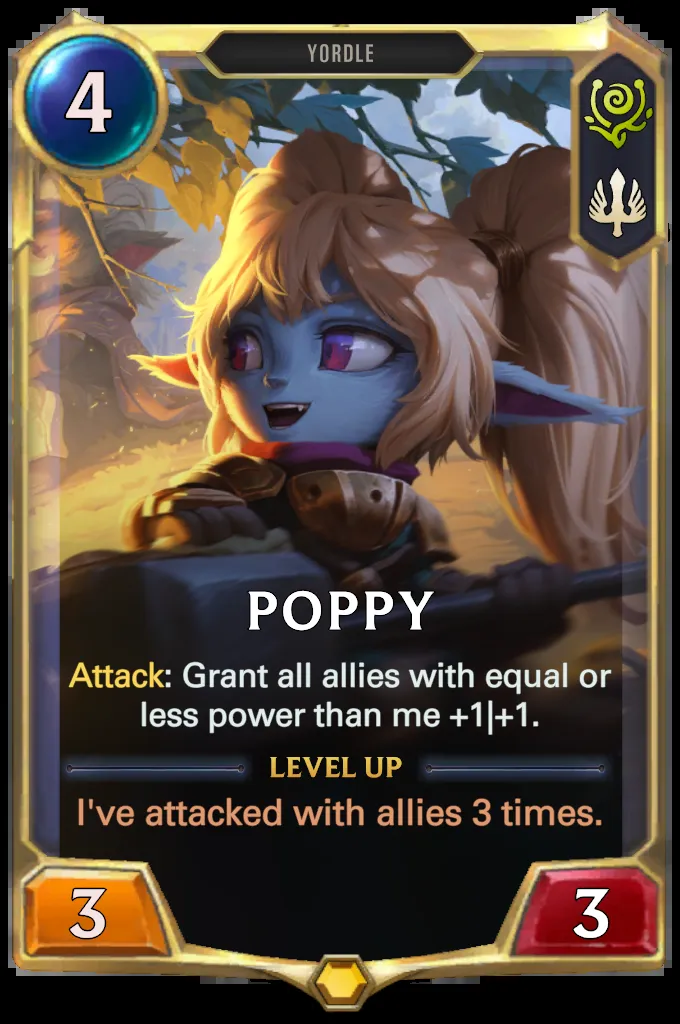 YORDLE
4
POPPY
Attack: Grant all allies with equal or
less power than me +1|+1.
LEVEL UP
I've attacked with allies 3 times.
3 3